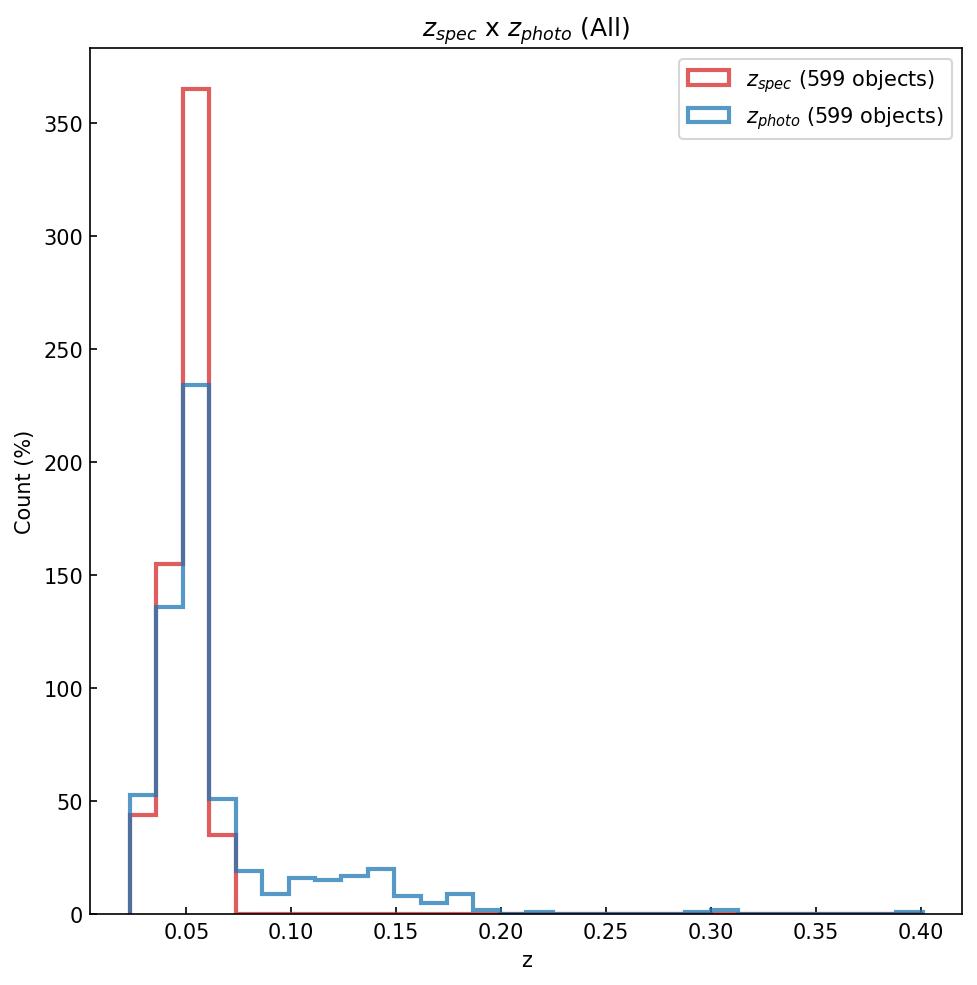 z_spec x z_photo (All)
z_spec (599 objects)
z_photo (599 objects)
Count (%)
350
300
250
200
150
100
50
0
0.05 0.10 0.15 0.20 0.25 0.30 0.35 0.40
z